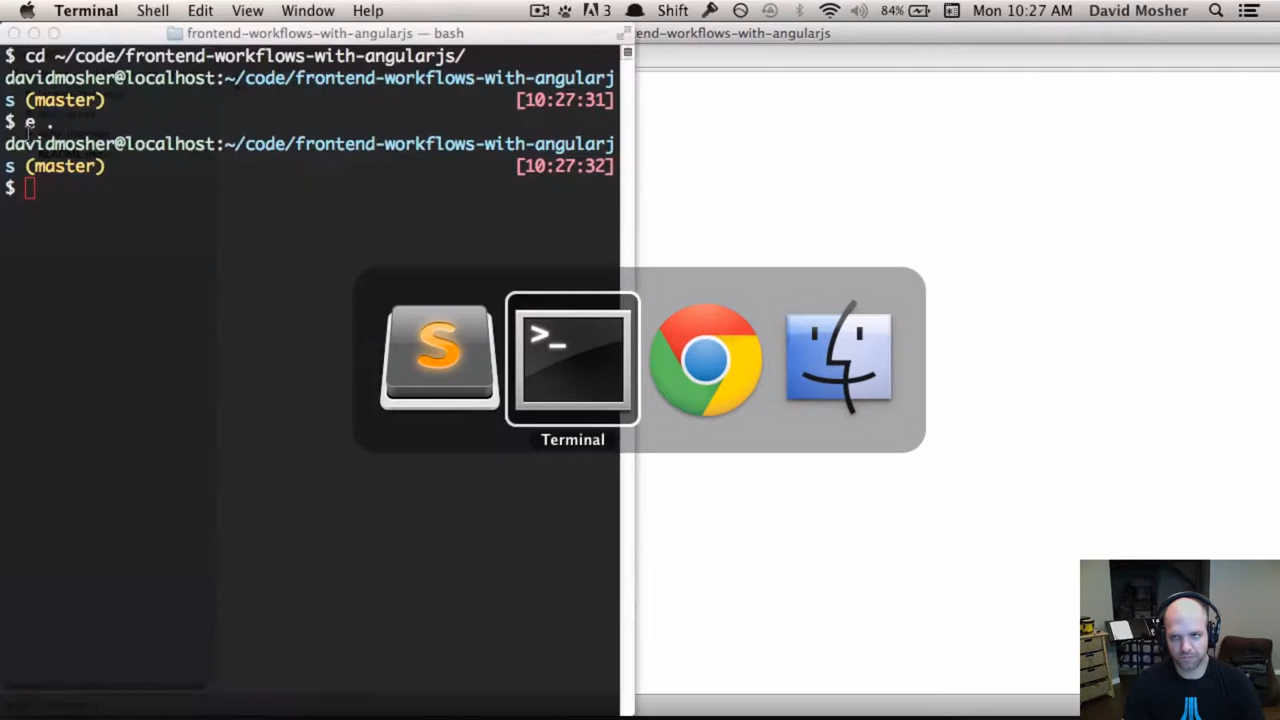 Terminal Shell Edit View Window Help 3 Shift 84% Mon 10:27 AM David Mosher
frontend-workflows-with-angularjs — bash
nd-workflows-with-angularjs
$ cd ~/code/frontend-workflows-with-angularjs/
davidmosher@localhost:~/code/frontend-workflows-with-angularj
s (master) [10:27:31]
$ e .
davidmosher@localhost:~/code/frontend-workflows-with-angularj
s (master) [10:27:32]
$
S
>_
Terminal